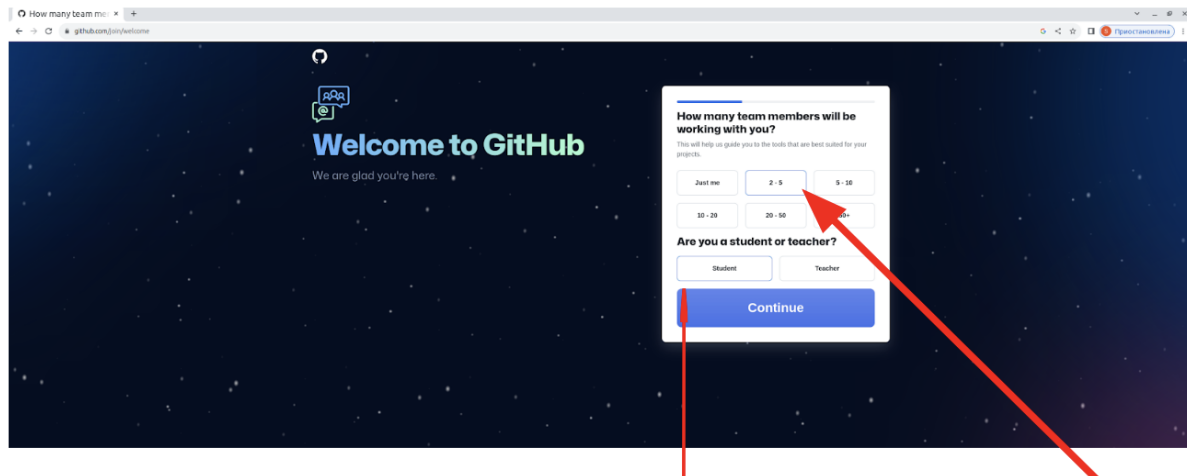 How many team mem
github.com/join/welcome
Приостановлена
Welcome to GitHub
We are glad you're here.
How many team members will be
working with you?
This will help us guide you to the tools that are best suited for your
projects.
Just me
2 - 5
5 - 10
10 - 20
20 - 50
Are you a student or teacher?
Student
Teacher
Continue